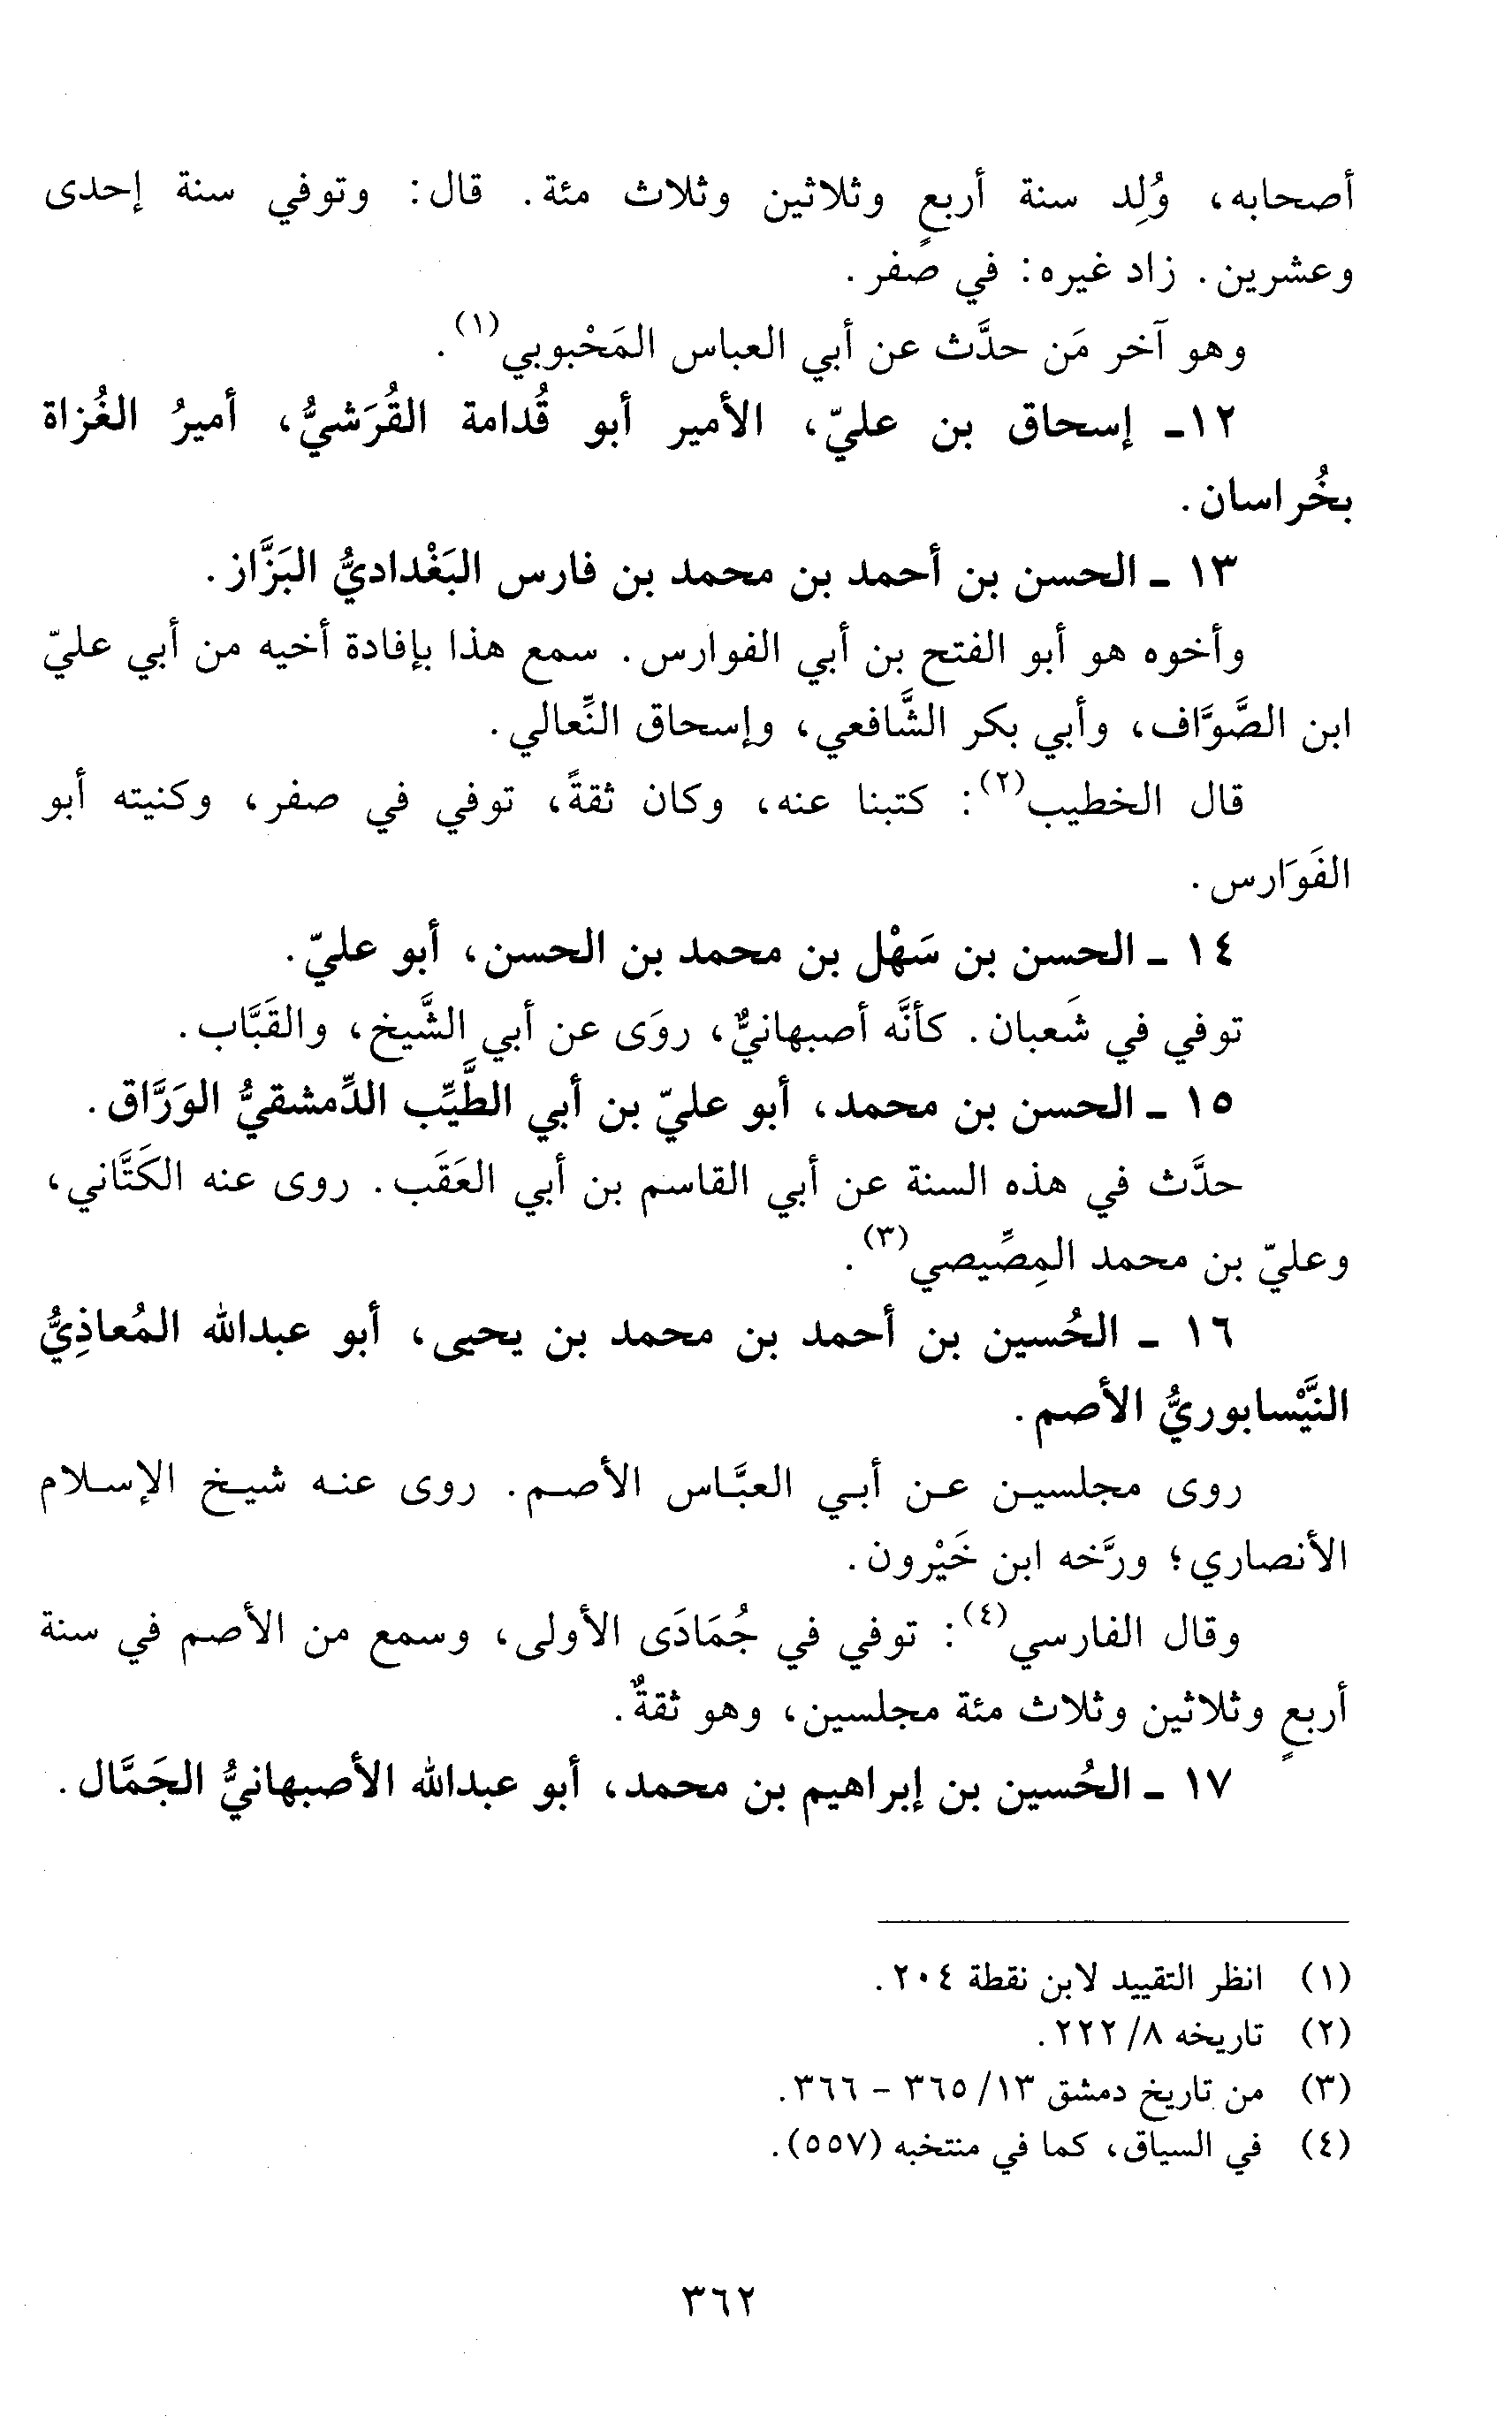 أصحابه، وُلِد سنة أربعٍ وثلاثين وثلاث مئة. قال: وتوفي سنة إحدى
وعشرين. زاد غيره: في صفر.
وهو آخر مَن حدَّث عن أبي العباس المَحْبوبي(١).
١٢- إسحاق بن عليّ، الأمير أبو قُدامة القُرَشيُّ، أميرُ الغُزاة
بخُراسان.
١٣ - الحسن بن أحمد بن محمد بن فارس البَغْداديُّ البَزَّاز.
وأخوه هو أبو الفتح بن أبي الفوارس. سمع هذا بإفادة أخيه من أبي عليّ
ابن الصَّوَّاف، وأبي بكر الشَّافعي، وإسحاق النِّعالي.
قال الخطيب(٢): كتبنا عنه، وكان ثقةً، توفي في صفر، وكنيته أبو
الفَوَارس.
١٤ - الحسن بن سَهْل بن محمد بن الحسن، أبو عليّ.
توفي في شَعبان. كأنَّه أصبهانيٌّ، روَى عن أبي الشَّيخ، والقَبَّاب.
١٥ - الحسن بن محمد، أبو عليّ بن أبي الطَّيِّب الدِّمشقيُّ الوَرَّاق.
حدَّث في هذه السنة عن أبي القاسم بن أبي العَقَب. روى عنه الكَتَّاني،
وعليّ بن محمد المِصِّيصي(٣).
١٦ - الحُسين بن أحمد بن محمد بن يحيى، أبو عبدالله المُعاذِيُّ
النَّيْسابوريُّ الأصم.
روى مجلسين عن أبي العبَّاس الأصم. روى عنه شيخ الإسلام
الأنصاري؛ ورَّخه ابن خَيْرون.
وقال الفارسي(٤): توفي في جُمَادَى الأولى، وسمع من الأصم في سنة
أربعٍ وثلاثين وثلاث مئة مجلسين، وهو ثقةٌ.
١٧ - الحُسين بن إبراهيم بن محمد، أبو عبدالله الأصبهانيُّ الجَمَّال.
(١) انظر التقييد لابن نقطة ٢٠٤.
(٢) تاريخه ٨/ ٢٢٢.
(٣) من تاريخ دمشق ١٣/ ٣٦٥ - ٣٦٦.
(٤) في السياق، كما في منتخبه (٥٥٧).
٣٦٢